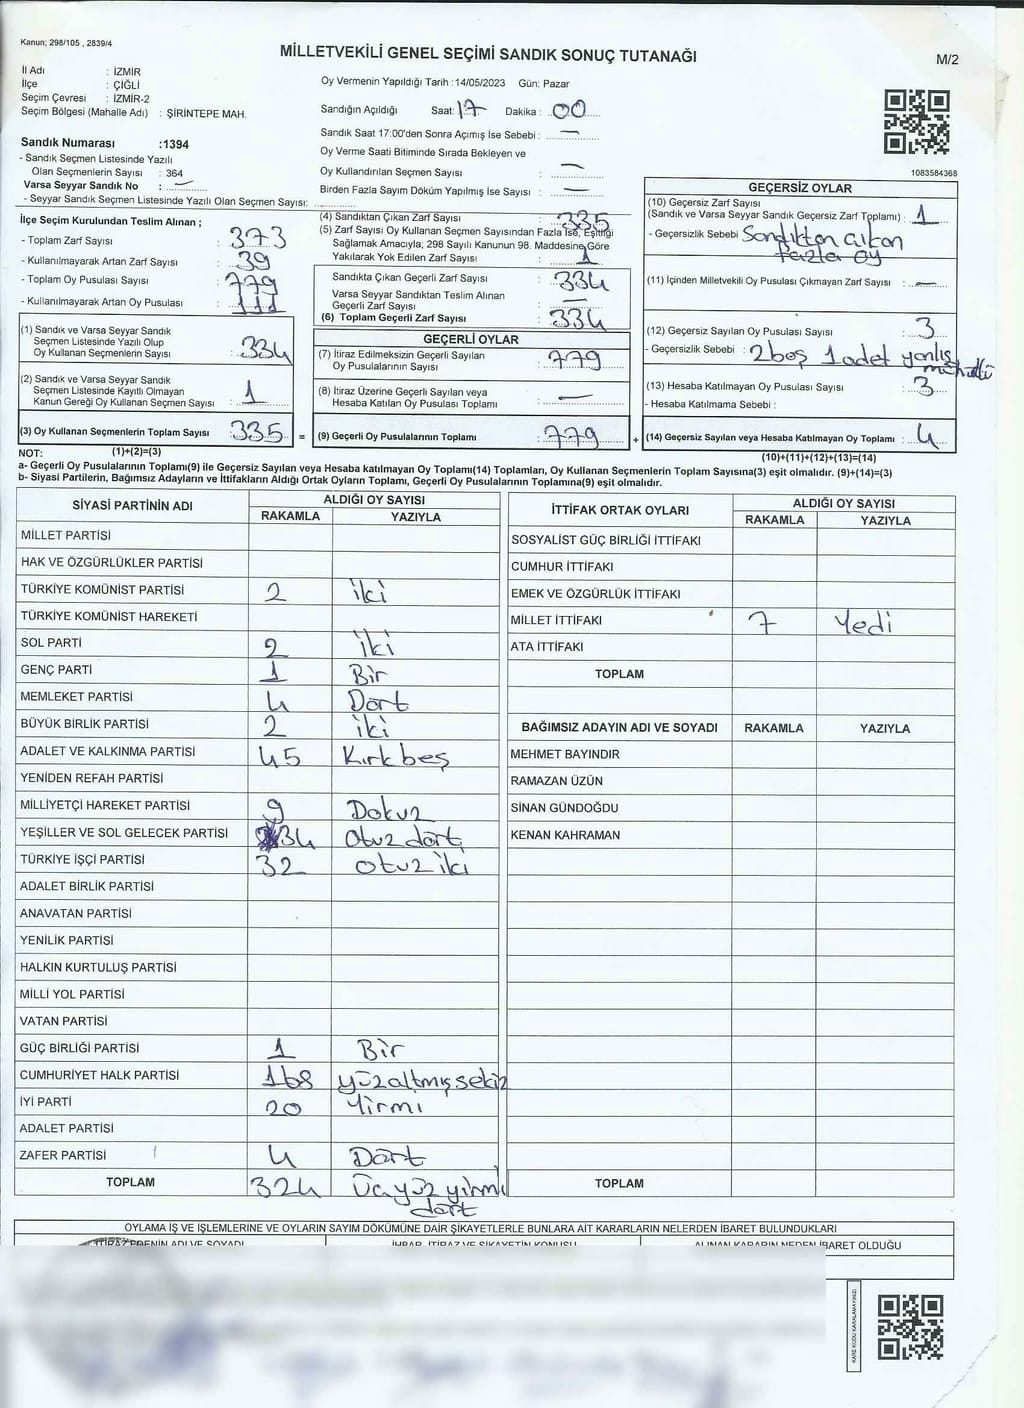 Kanun; 298/105 , 2839/4
MİLLETVEKİLİ GENEL SEÇİMİ SANDIK SONUÇ TUTANAĞI
M/2
İl Adı : İZMİR
İlçe : ÇİĞLİ
Seçim Çevresi : İZMİR-2
Seçim Bölgesi (Mahalle Adı) : ŞİRİNTEPE MAH.
Sandık Numarası :1394
- Sandık Seçmen Listesinde Yazılı
Olan Seçmenlerin Sayısı : 364
Varsa Seyyar Sandık No : —
- Seyyar Sandık Seçmen Listesinde Yazılı Olan Seçmen Sayısı:
Oy Vermenin Yapıldığı Tarih :14/05/2023 Gün: Pazar
Sandığın Açıldığı Saat: 17 Dakika : 00
Sandık Saat 17:00'den Sonra Açımış İse Sebebi : —
Oy Verme Saati Bitiminde Sırada Bekleyen ve
Oy Kullandırılan Seçmen Sayısı : —
Birden Fazla Sayım Döküm Yapılmış İse Sayısı : —
1083584368
İlçe Seçim Kurulundan Teslim Alınan ;
- Toplam Zarf Sayısı : 373
- Kullanılmayarak Artan Zarf Sayısı : 39
- Toplam Oy Pusulası Sayısı : 779
- Kullanılmayarak Artan Oy Pusulası : 111
(1) Sandık ve Varsa Seyyar Sandık
Seçmen Listesinde Yazılı Olup
Oy Kullanan Seçmenlerin Sayısı : 334
(2) Sandık ve Varsa Seyyar Sandık
Seçmen Listesinde Kayıtlı Olmayan
Kanun Gereği Oy Kullanan Seçmen Sayısı : 1
(3) Oy Kullanan Seçmenlerin Toplam Sayısı : 335 =
(4) Sandıktan Çıkan Zarf Sayısı : 335
(5) Zarf Sayısı Oy Kullanan Seçmen Sayısından Fazla İse, Eşitliği
Sağlamak Amacıyla; 298 Sayılı Kanunun 98. Maddesine Göre
Yakılarak Yok Edilen Zarf Sayısı : 1
Sandıkta Çıkan Geçerli Zarf Sayısı : 334
Varsa Seyyar Sandıktan Teslim Alınan
Geçerli Zarf Sayısı : —
(6) Toplam Geçerli Zarf Sayısı : 334
GEÇERLİ OYLAR
(7) İtiraz Edilmeksizin Geçerli Sayılan
Oy Pusulalarının Sayısı : 779
(8) İtiraz Üzerine Geçerli Sayılan veya
Hesaba Katılan Oy Pusulası Toplamı : —
(9) Geçerli Oy Pusulalarının Toplamı : 779 +
GEÇERSİZ OYLAR
(10) Geçersiz Zarf Sayısı
(Sandık ve Varsa Seyyar Sandık Geçersiz Zarf Toplamı) : 1
- Geçersizlik Sebebi : Sandıktan çıkan
fazla oy
(11) İçinden Milletvekili Oy Pusulası Çıkmayan Zarf Sayısı : —
(12) Geçersiz Sayılan Oy Pusulası Sayısı : 3
- Geçersizlik Sebebi : 2 boş 1 adet yanlış
mühürlü
(13) Hesaba Katılmayan Oy Pusulası Sayısı : 3
- Hesaba Katılmama Sebebi :
(14) Geçersiz Sayılan veya Hesaba Katılmayan Oy Toplamı : 4
NOT: (1)+(2)=(3)
(10)+(11)+(12)+(13)=(14)
a- Geçerli Oy Pusulalarının Toplamı(9) ile Geçersiz Sayılan veya Hesaba katılmayan Oy Toplamı(14) Toplamları, Oy Kullanan Seçmenlerin Toplam Sayısına(3) eşit olmalıdır. (9)+(14)=(3)
b- Siyasi Partilerin, Bağımsız Adayların ve İttifakların Aldığı Ortak Oyların Toplamı, Geçerli Oy Pusulalarının Toplamına(9) eşit olmalıdır.
SİYASİ PARTİNİN ADI ALDIĞI OY SAYISI
RAKAMLA YAZIYLA
MİLLET PARTİSİ
HAK VE ÖZGÜRLÜKLER PARTİSİ
TÜRKİYE KOMÜNİST PARTİSİ 2 iki
TÜRKİYE KOMÜNİST HAREKETİ
SOL PARTİ 2 iki
GENÇ PARTİ 1 Bir
MEMLEKET PARTİSİ 4 Dört
BÜYÜK BİRLİK PARTİSİ 2 iki
ADALET VE KALKINMA PARTİSİ 45 Kırk beş
YENİDEN REFAH PARTİSİ
MİLLİYETÇİ HAREKET PARTİSİ 9 Dokuz
YEŞİLLER VE SOL GELECEK PARTİSİ 34 Otuz dört
TÜRKİYE İŞÇİ PARTİSİ 32 otuz iki
ADALET BİRLİK PARTİSİ
ANAVATAN PARTİSİ
YENİLİK PARTİSİ
HALKIN KURTULUŞ PARTİSİ
MİLLİ YOL PARTİSİ
VATAN PARTİSİ
GÜÇ BİRLİĞİ PARTİSİ 1 Bir
CUMHURİYET HALK PARTİSİ 168 yüzaltmışsekiz
İYİ PARTİ 20 Yirmi
ADALET PARTİSİ
ZAFER PARTİSİ 4 Dört
TOPLAM 324 Üçyüz yirmi
dört
İTTİFAK ORTAK OYLARI ALDIĞI OY SAYISI
RAKAMLA YAZIYLA
SOSYALİST GÜÇ BİRLİĞİ İTTİFAKI
CUMHUR İTTİFAKI
EMEK VE ÖZGÜRLÜK İTTİFAKI
MİLLET İTTİFAKI 7 Yedi
ATA İTTİFAKI
TOPLAM
BAĞIMSIZ ADAYIN ADI VE SOYADI RAKAMLA YAZIYLA
MEHMET BAYINDIR
RAMAZAN ÜZÜN
SİNAN GÜNDOĞDU
KENAN KAHRAMAN
TOPLAM
OYLAMA İŞ VE İŞLEMLERİNE VE OYLARIN SAYIM DÖKÜMÜNE DAİR ŞİKAYETLERLE BUNLARA AİT KARARLARIN NELERDEN İBARET BULUNDUKLARI
İTİRAZ EDENİN ADI VE SOYADI İHBAR, İTİRAZ VE ŞİKAYETİN KONUSU ALINAN KARARIN NEDEN İBARET OLDUĞU
KARE KODU KARALAMAYINIZ!